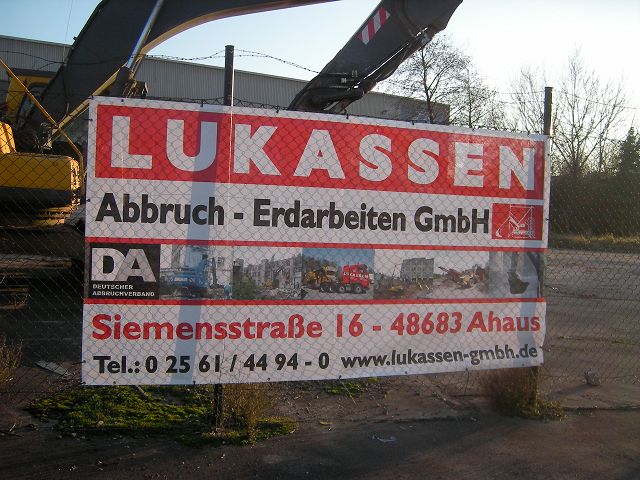 LUKASSEN
Abbruch - Erdarbeiten GmbH
DA
DEUTSCHER
ABBRUCHVERBAND
LUKASSEN
Siemensstraße 16 - 48683 Ahaus
Tel.: 0 25 61 / 44 94 - 0 www.lukassen-gmbh.de